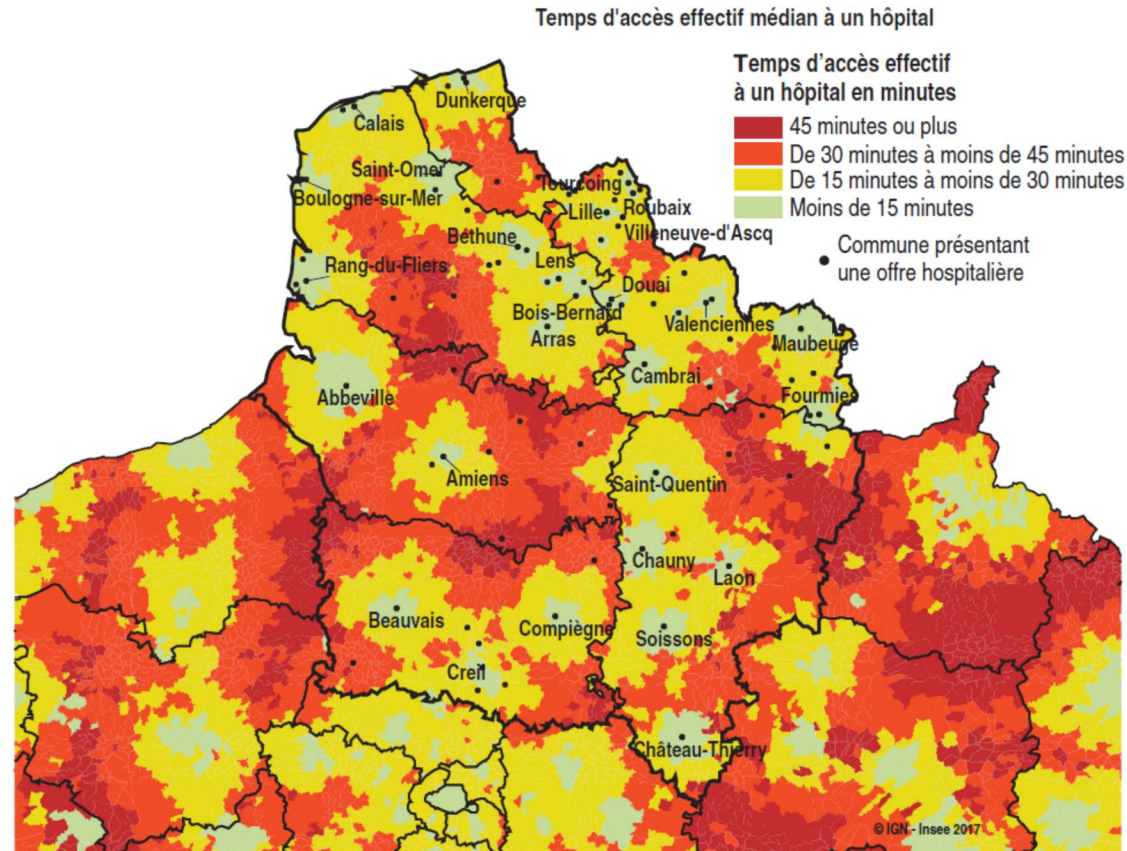 Temps d'accès effectif médian à un hôpital
Temps d'accès effectif
à un hôpital en minutes
45 minutes ou plus
De 30 minutes à moins de 45 minutes
De 15 minutes à moins de 30 minutes
Moins de 15 minutes
Commune présentant
une offre hospitalière
Dunkerque
Calais
Saint-Omer
Tourcoing
Boulogne-sur-Mer
Lille
Roubaix
Béthune
Villeneuve-d'Ascq
Rang-du-Fliers
Lens
Douai
Bois-Bernard
Valenciennes
Arras
Maubeuge
Cambrai
Abbeville
Fourmies
Amiens
Saint-Quentin
Chauny
Laon
Beauvais
Compiègne
Soissons
Creil
Château-Thierry
© IGN - Insee 2017